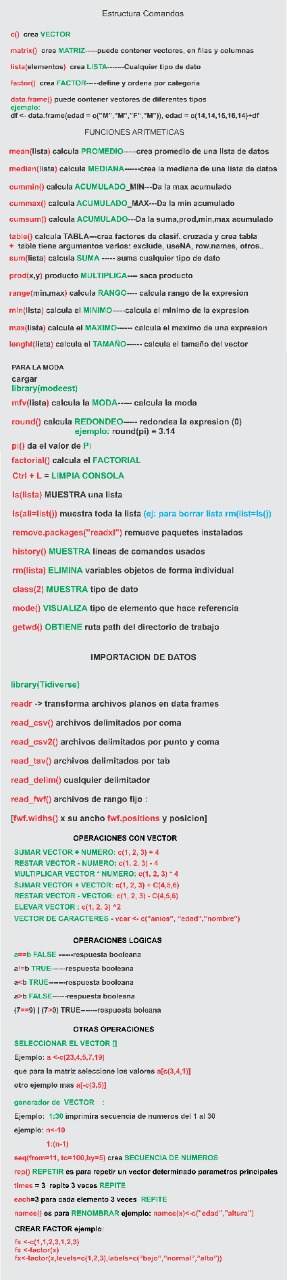 Estructura Comandos
c() crea VECTOR
matrix() crea MATRIZ-----puede contener vectores, en filas y columnas
lista(elementos) crea LISTA-------Cualquier tipo de dato
factor() crea FACTOR-----define y ordena por categoria
data.frame() puede contener vectores de diferentes tipos
ejemplo:
df <- data.frame(edad = c("M","M","F","M")), edad = c(14,14,16,16,14)+df
FUNCIONES ARITMETICAS
mean(lista) calcula PROMEDIO-----crea promedio de una lista de datos
median(lista) calcula MEDIANA------crea la mediana de una lista de datos
cummin() calcula ACUMULADO_MIN---Da la max acumulado
cummax() calcula ACUMULADO_MAX---Da la min acumulado
cumsum() calcula ACUMULADO---Da la suma,prod,min,max acumulado
table() calcula TABLA---crea factores de clasif. cruzada y crea tabla
+ table tiene argumentos varios: exclude, useNA, row.names, otros..
sum(lista) calcula SUMA ----- suma cualquier tipo de dato
prod(x,y) producto MULTIPLICA---- saca producto
range(min,max) calcula RANGO---- calcula rango de la expresion
min(lista) calcula el MINIMO-----calcula el minimo de la expresion
max(lista) calcula el MAXIMO------ calcula el maximo de una expresion
lenght(lista) calcula el TAMAÑO------ calcula el tamaño del vector
PARA LA MODA
cargar
library(modeest)
mfv(lista) calcula la MODA----- calcula la moda
round() calcula REDONDEO----- redondea la expresion (0)
ejemplo: round(pi) = 3.14
pi() da el valor de Pi
factorial() calcula el FACTORIAL
Ctrl + L = LIMPIA CONSOLA
ls(lista) MUESTRA una lista
ls(all=list()) muestra toda la lista (ej: para borrar lista rm(list=ls())
remove.packages("readxl") remueve paquetes instalados
history() MUESTRA lineas de comandos usados
rm(lista) ELIMINA variables objetos de forma individual
class(2) MUESTRA tipo de dato
mode() VISUALIZA tipo de elemento que hace referencia
getwd() OBTIENE ruta path del directorio de trabajo
IMPORTACION DE DATOS
library(Tidiverse)
readr -> transforma archivos planos en data frames
read_csv() archivos delimitados por coma
read_csv2() archivos delimitados por punto y coma
read_tsv() archivos delimitados por tab
read_delim() cualquier delimitador
read_fwf() archivos de rango fijo :
[fwf.widhs() x su ancho fwf.positions y posicion]
OPERACIONES CON VECTOR
SUMAR VECTOR + NUMERO: c(1, 2, 3) + 4
RESTAR VECTOR - NUMERO: c(1, 2, 3) - 4
MULTIPLICAR VECTOR * NUMERO: c(1, 2, 3) * 4
SUMAR VECTOR + VECTOR: c(1, 2, 3) + C(4,5,6)
RESTAR VECTOR - VECTOR: c(1, 2, 3) - C(4,5,6)
ELEVAR VECTOR : c(1, 2, 3) ^2
VECTOR DE CARACTERES - vcar <- c("anios", "edad","nombre")
OPERACIONES LOGICAS
a==b FALSE ------respuesta booleana
a!=b TRUE------respuesta booleana
a<b TRUE------respuesta booleana
a>b FALSE-----respuesta booleana
(7==9) | (7>0) TRUE-------respuesta boleana
OTRAS OPERACIONES
SELECCIONAR EL VECTOR []
Ejemplo: a <-c(23,4,5,7,19)
que para la matriz seleccione los valores a[c(3,4,1)]
otro ejemplo mas a[-c(3,5)]
generador de VECTOR :
Ejemplo: 1:30 imprimira secuencia de numeros del 1 al 30
ejemplo: n<-10
1:(n-1)
seq(from=11, to=100,by=5) crea SECUENCIA DE NUMEROS
rep() REPETIR es para repetir un vector determinsdo parametros principales
times = 3 repite 3 veces REPITE
each=3 para cada elemento 3 veces REPITE
names() es para RENOMBRAR ejemplo: names(x)<-c("edad","altura")
CREAR FACTOR ejemplo:
fx <-c(1,1,2,3,1,2,3)
fx <-factor(x)
fx<-factor(x,levels=c(1,2,3),labels=c("bajo","normal","alto"))